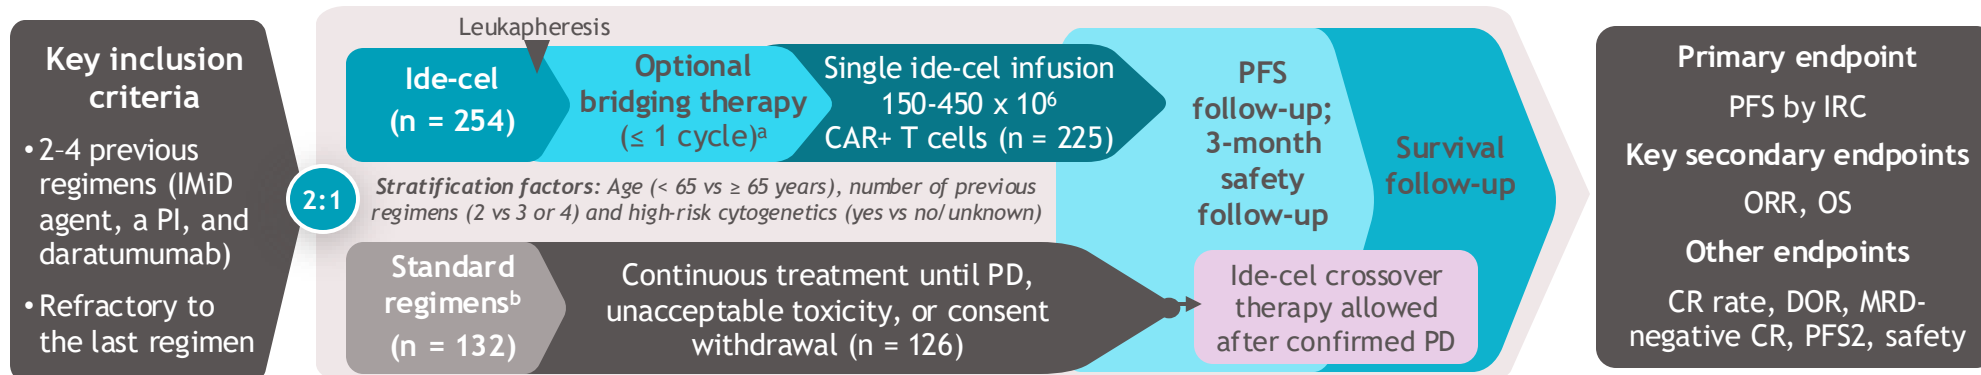 Key inclusion
criteria
•2-4 previous
regimens (IMiD
agent, a PI, and
daratumumab)
•Refractory to
the last regimen
2:1
Leukapheresis
Ide-cel
(n = 254)
Optional
bridging therapy
(≤ 1 cycle)ᵃ
Single ide-cel infusion
150-450 x 10⁶
CAR+ T cells (n = 225)
Stratification factors: Age (< 65 vs ≥ 65 years), number of previous
regimens (2 vs 3 or 4) and high-risk cytogenetics (yes vs no/unknown)
Standard
regimensᵇ
(n = 132)
Continuous treatment until PD,
unacceptable toxicity, or consent
withdrawal (n = 126)
PFS
follow-up;
3-month
safety
follow-up
Survival
follow-up
Ide-cel crossover
therapy allowed
after confirmed PD
Primary endpoint
PFS by IRC
Key secondary endpoints
ORR, OS
Other endpoints
CR rate, DOR, MRD-
negative CR, PFS2, safety